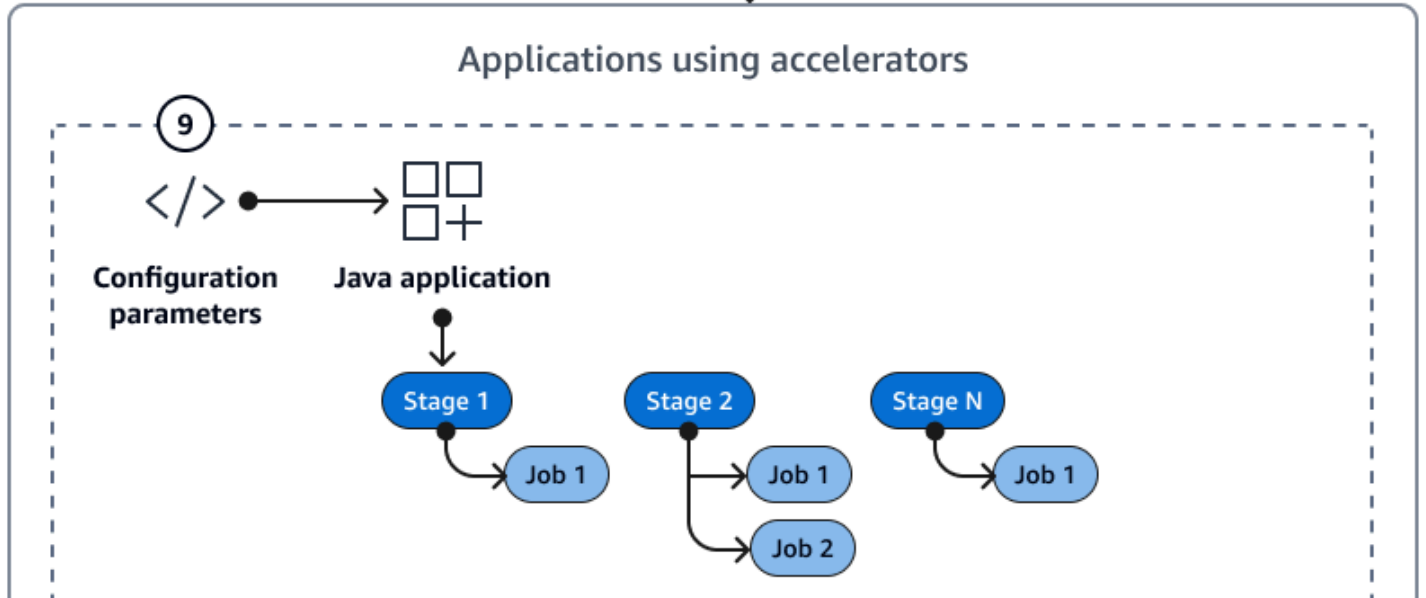 Applications using accelerators
9
</>
Configuration
parameters
Java application
Stage 1
Stage 2
Stage N
Job 1
Job 1
Job 1
Job 2